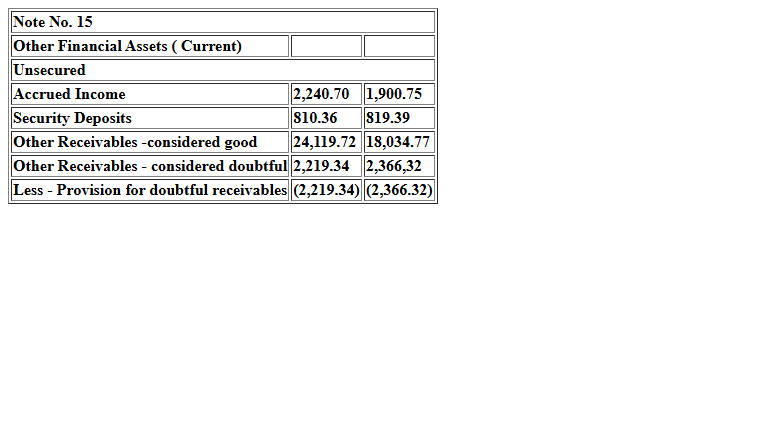 Note No. 15
Other Financial Assets ( Current)
Unsecured
Accrued Income 2,240.70 1,900.75
Security Deposits 810.36 819.39
Other Receivables -considered good 24,119.72 18,034.77
Other Receivables - considered doubtful 2,219.34 2,366,32
Less - Provision for doubtful receivables (2,219.34) (2,366.32)